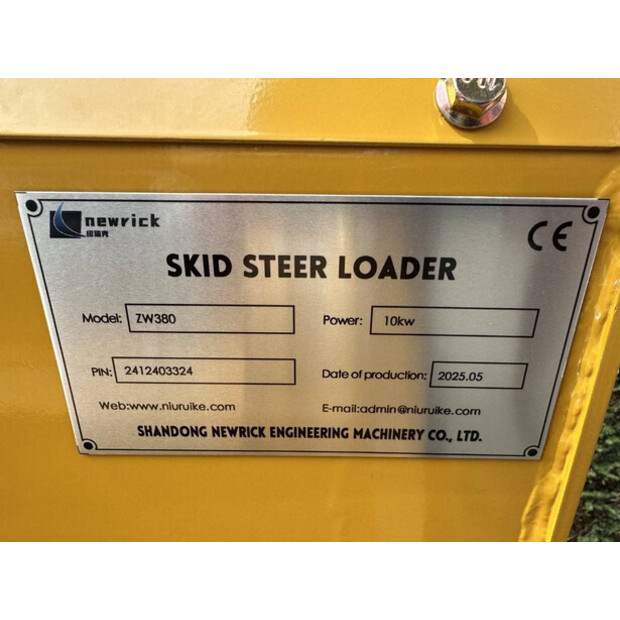 newrick
SKID STEER LOADER
CE
Model: ZW380
Power: 10kw
PIN: 2412403324
Date of production: 2025.05
Web:www.niuruike.com
E-mail:admin@niuruike.com
SHANDONG NEWRICK ENGINEERING MACHINERY CO., LTD.